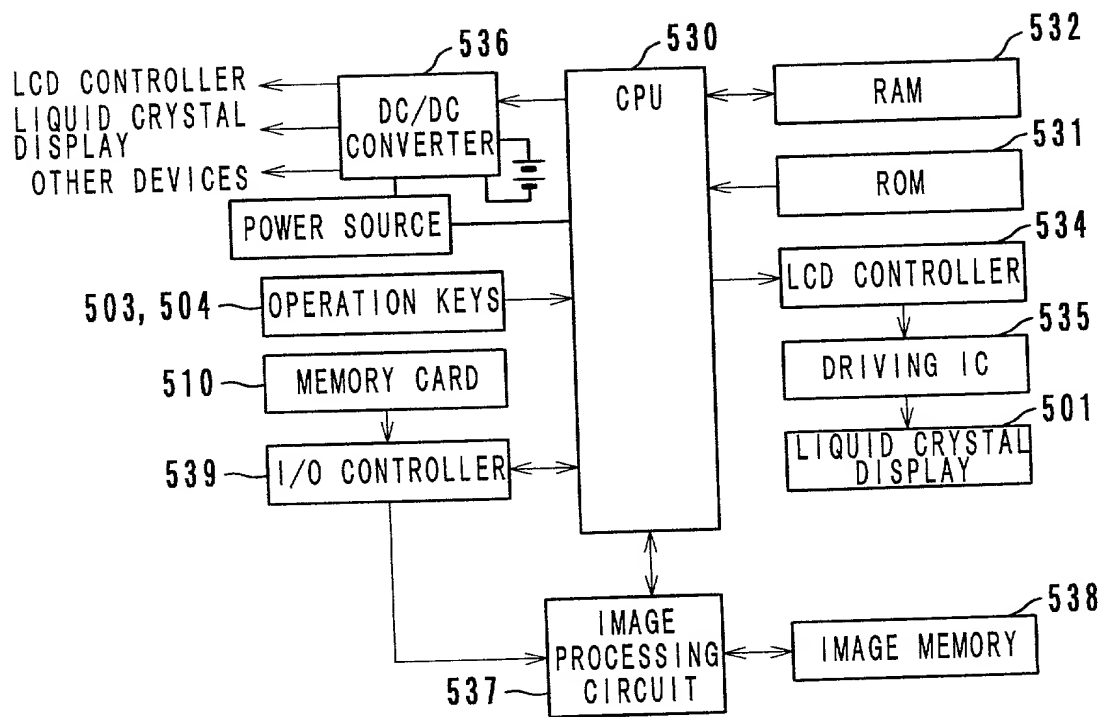 536
530
532
LCD CONTROLLER
LIQUID CRYSTAL
DISPLAY
OTHER DEVICES
DC/DC
CONVERTER
CPU
RAM
531
ROM
POWER SOURCE
534
LCD CONTROLLER
503, 504
OPERATION KEYS
535
DRIVING IC
510
MEMORY CARD
501
LIQUID CRYSTAL
DISPLAY
539
I/O CONTROLLER
538
IMAGE
PROCESSING
CIRCUIT
537
IMAGE MEMORY